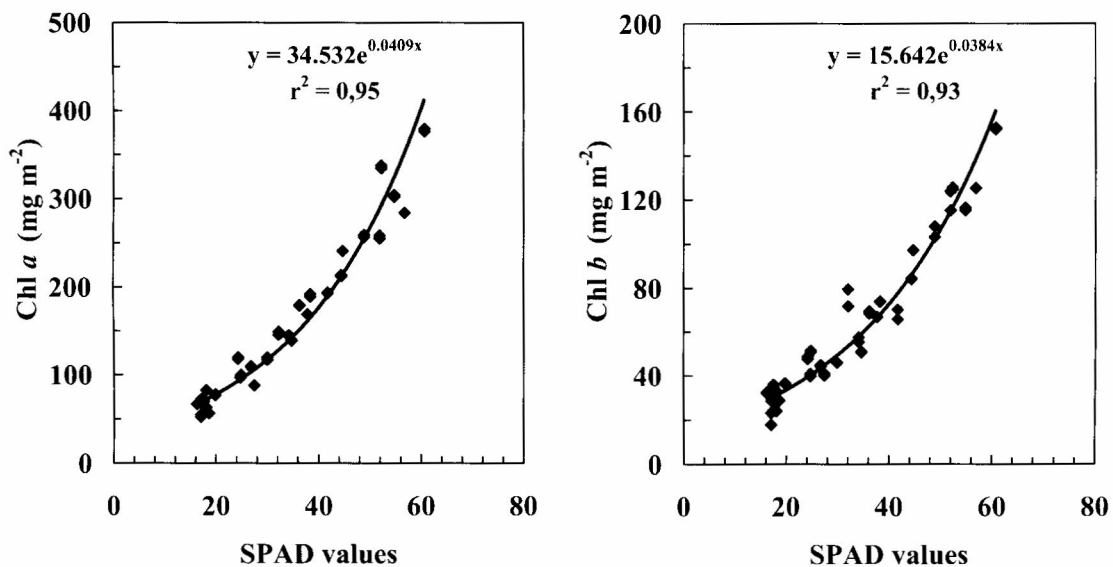 500
400
300
200
100
0
Chl a (mg m⁻²)
y = 34.532e^0.0409x
r² = 0,95
0 20 40 60 80
SPAD values
200
160
120
80
40
0
Chl b (mg m⁻²)
y = 15.642e^0.0384x
r² = 0,93
0 20 40 60 80
SPAD values